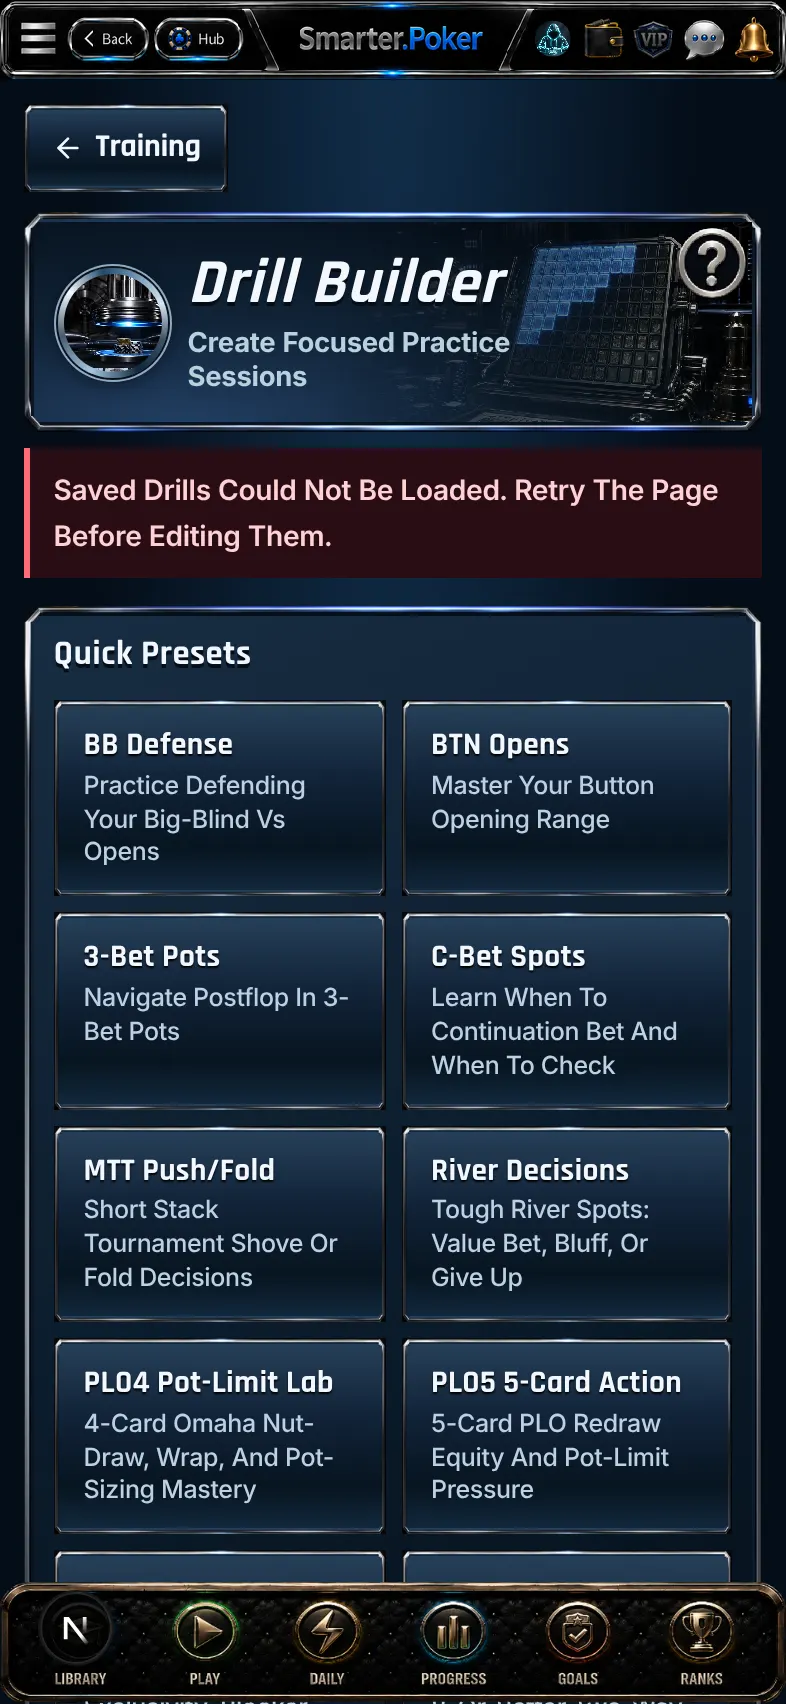 Back
Hub
Smarter.Poker
VIP
← Training
Drill Builder
?
Create Focused Practice
Sessions
Saved Drills Could Not Be Loaded. Retry The Page
Before Editing Them.
Quick Presets
BB Defense
Practice Defending
Your Big-Blind Vs
Opens
BTN Opens
Master Your Button
Opening Range
3-Bet Pots
Navigate Postflop In 3-
Bet Pots
C-Bet Spots
Learn When To
Continuation Bet And
When To Check
MTT Push/Fold
Short Stack
Tournament Shove Or
Fold Decisions
River Decisions
Tough River Spots:
Value Bet, Bluff, Or
Give Up
PLO4 Pot-Limit Lab
4-Card Omaha Nut-
Draw, Wrap, And Pot-
Sizing Mastery
PLO5 5-Card Action
5-Card PLO Redraw
Equity And Pot-Limit
Pressure
N
LIBRARY
PLAY
DAILY
PROGRESS
GOALS
RANKS